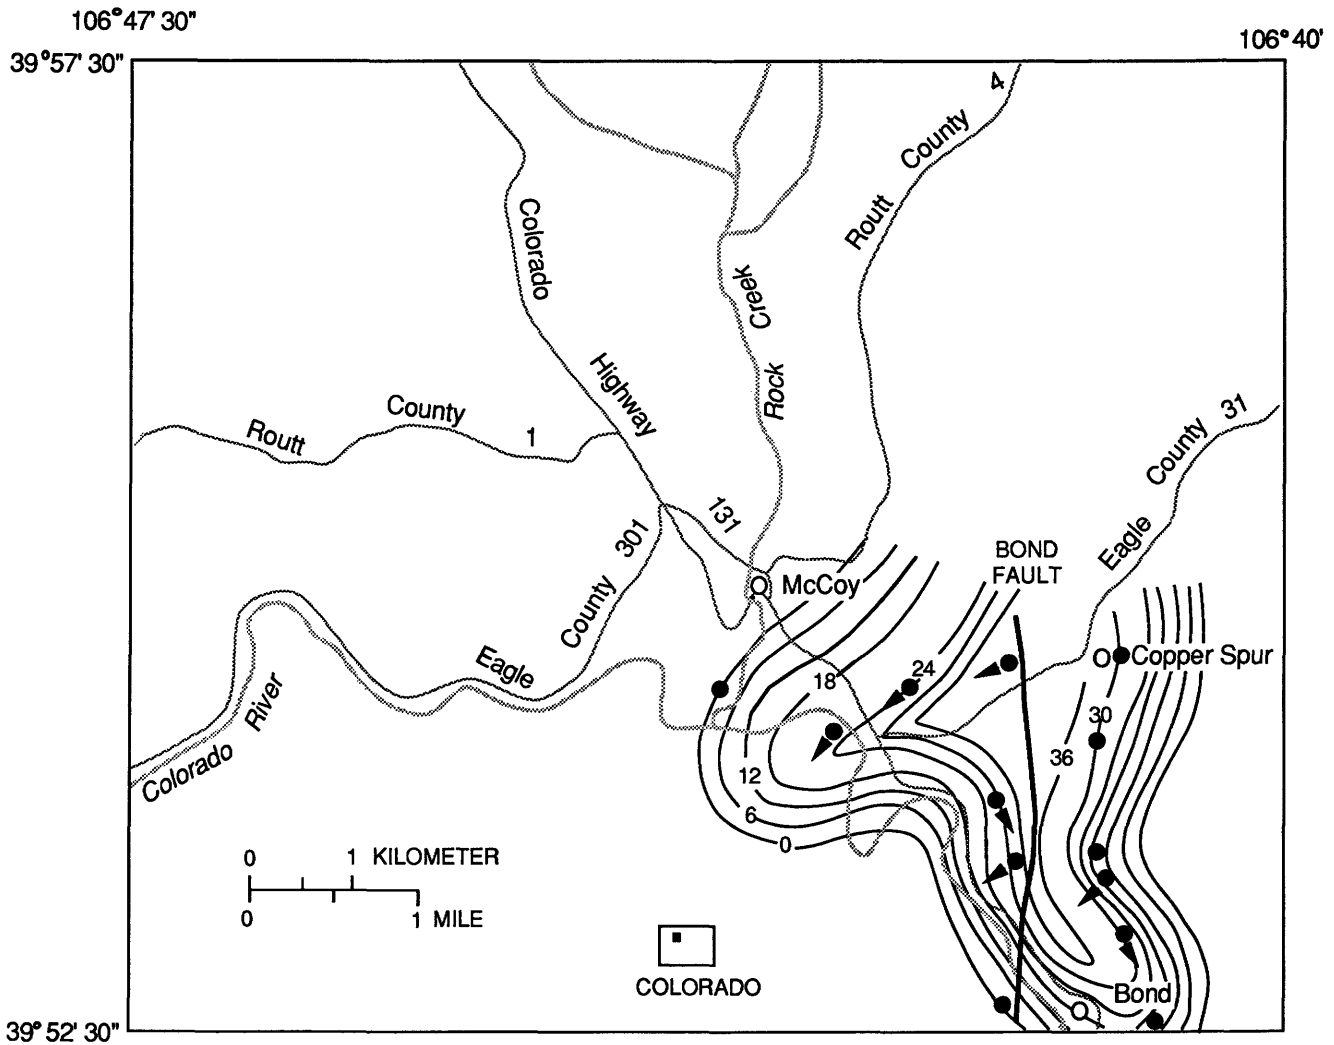 106°47' 30"
106°40'
39°57' 30"
4
Routt County
Colorado Highway
Rock Creek
31
Eagle County
Routt County 1
131
301
Eagle County
BOND
FAULT
McCoy
Copper Spur
24
18
30
36
12
6
0
Colorado River
0 1 KILOMETER
0 1 MILE
COLORADO
Bond
39° 52' 30"